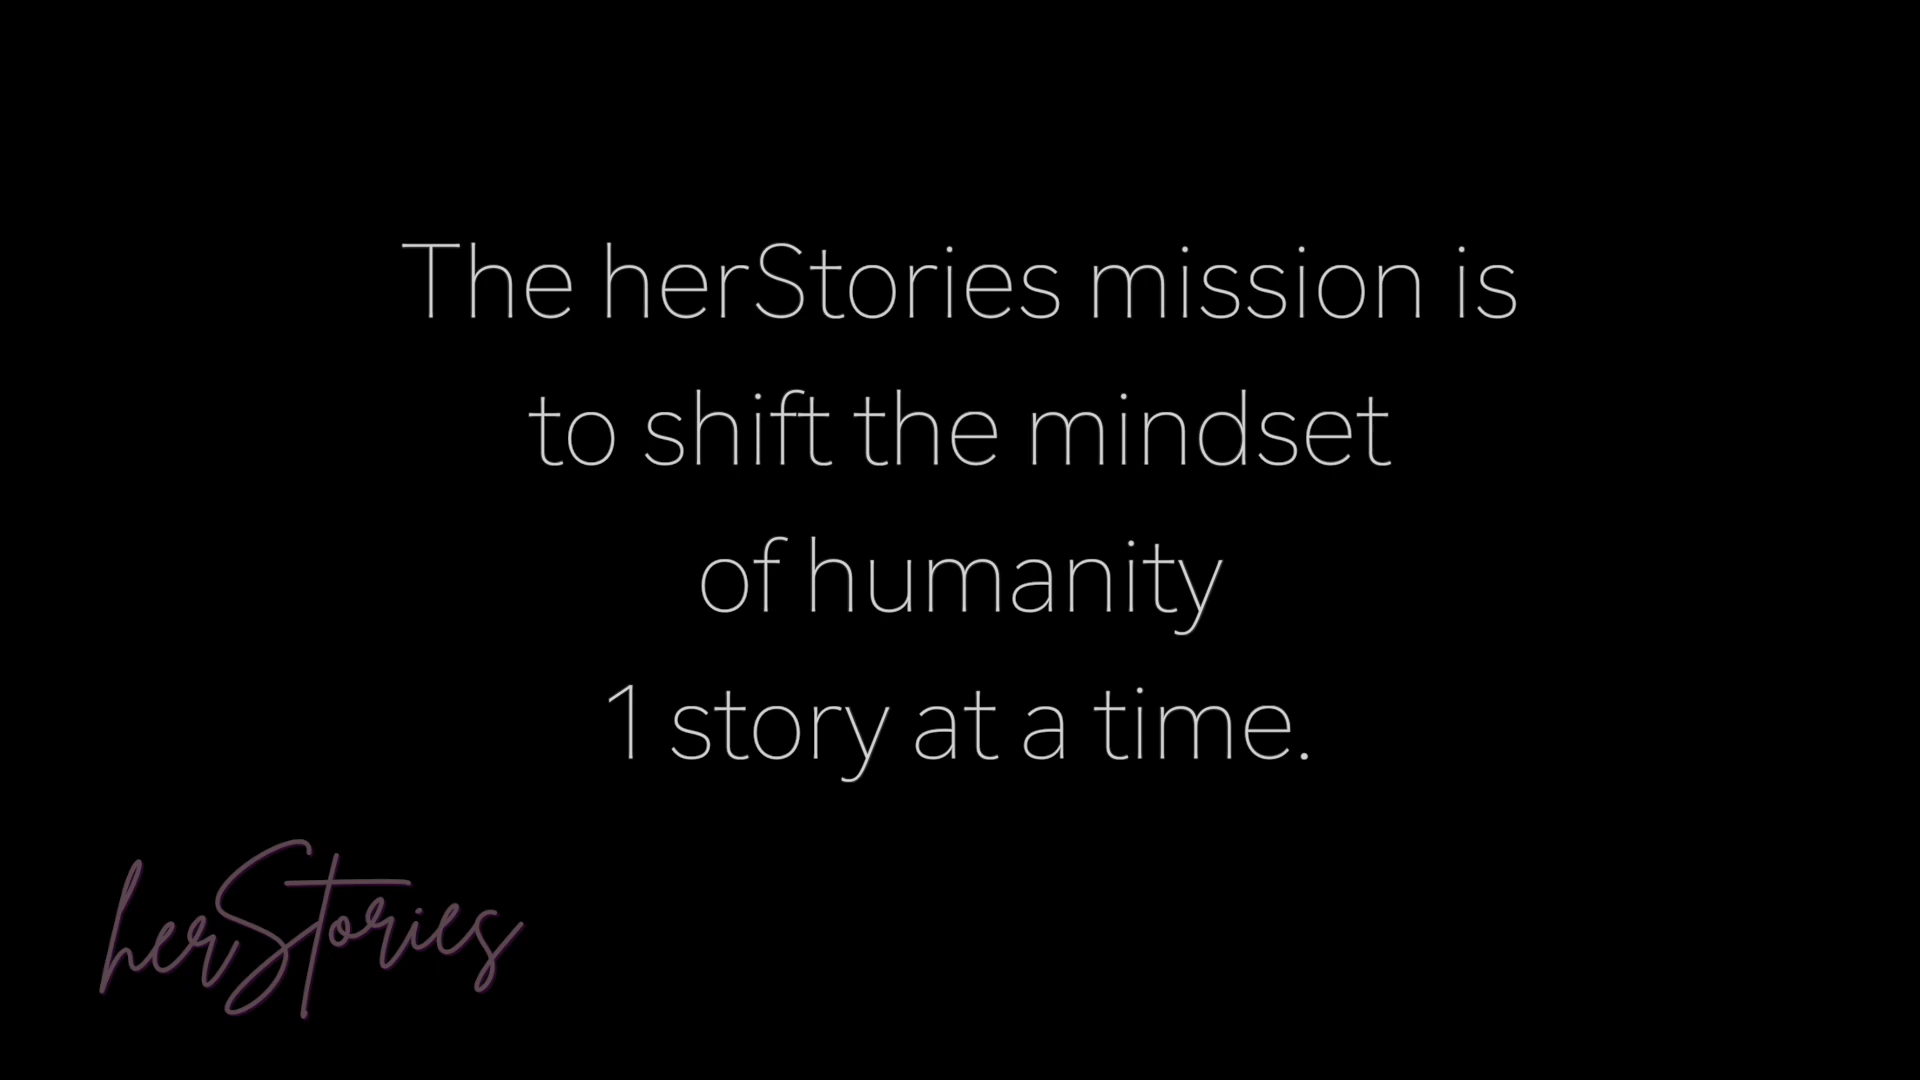 The herStories mission is
to shift the mindset
of humanity
1 story at a time.
herStories